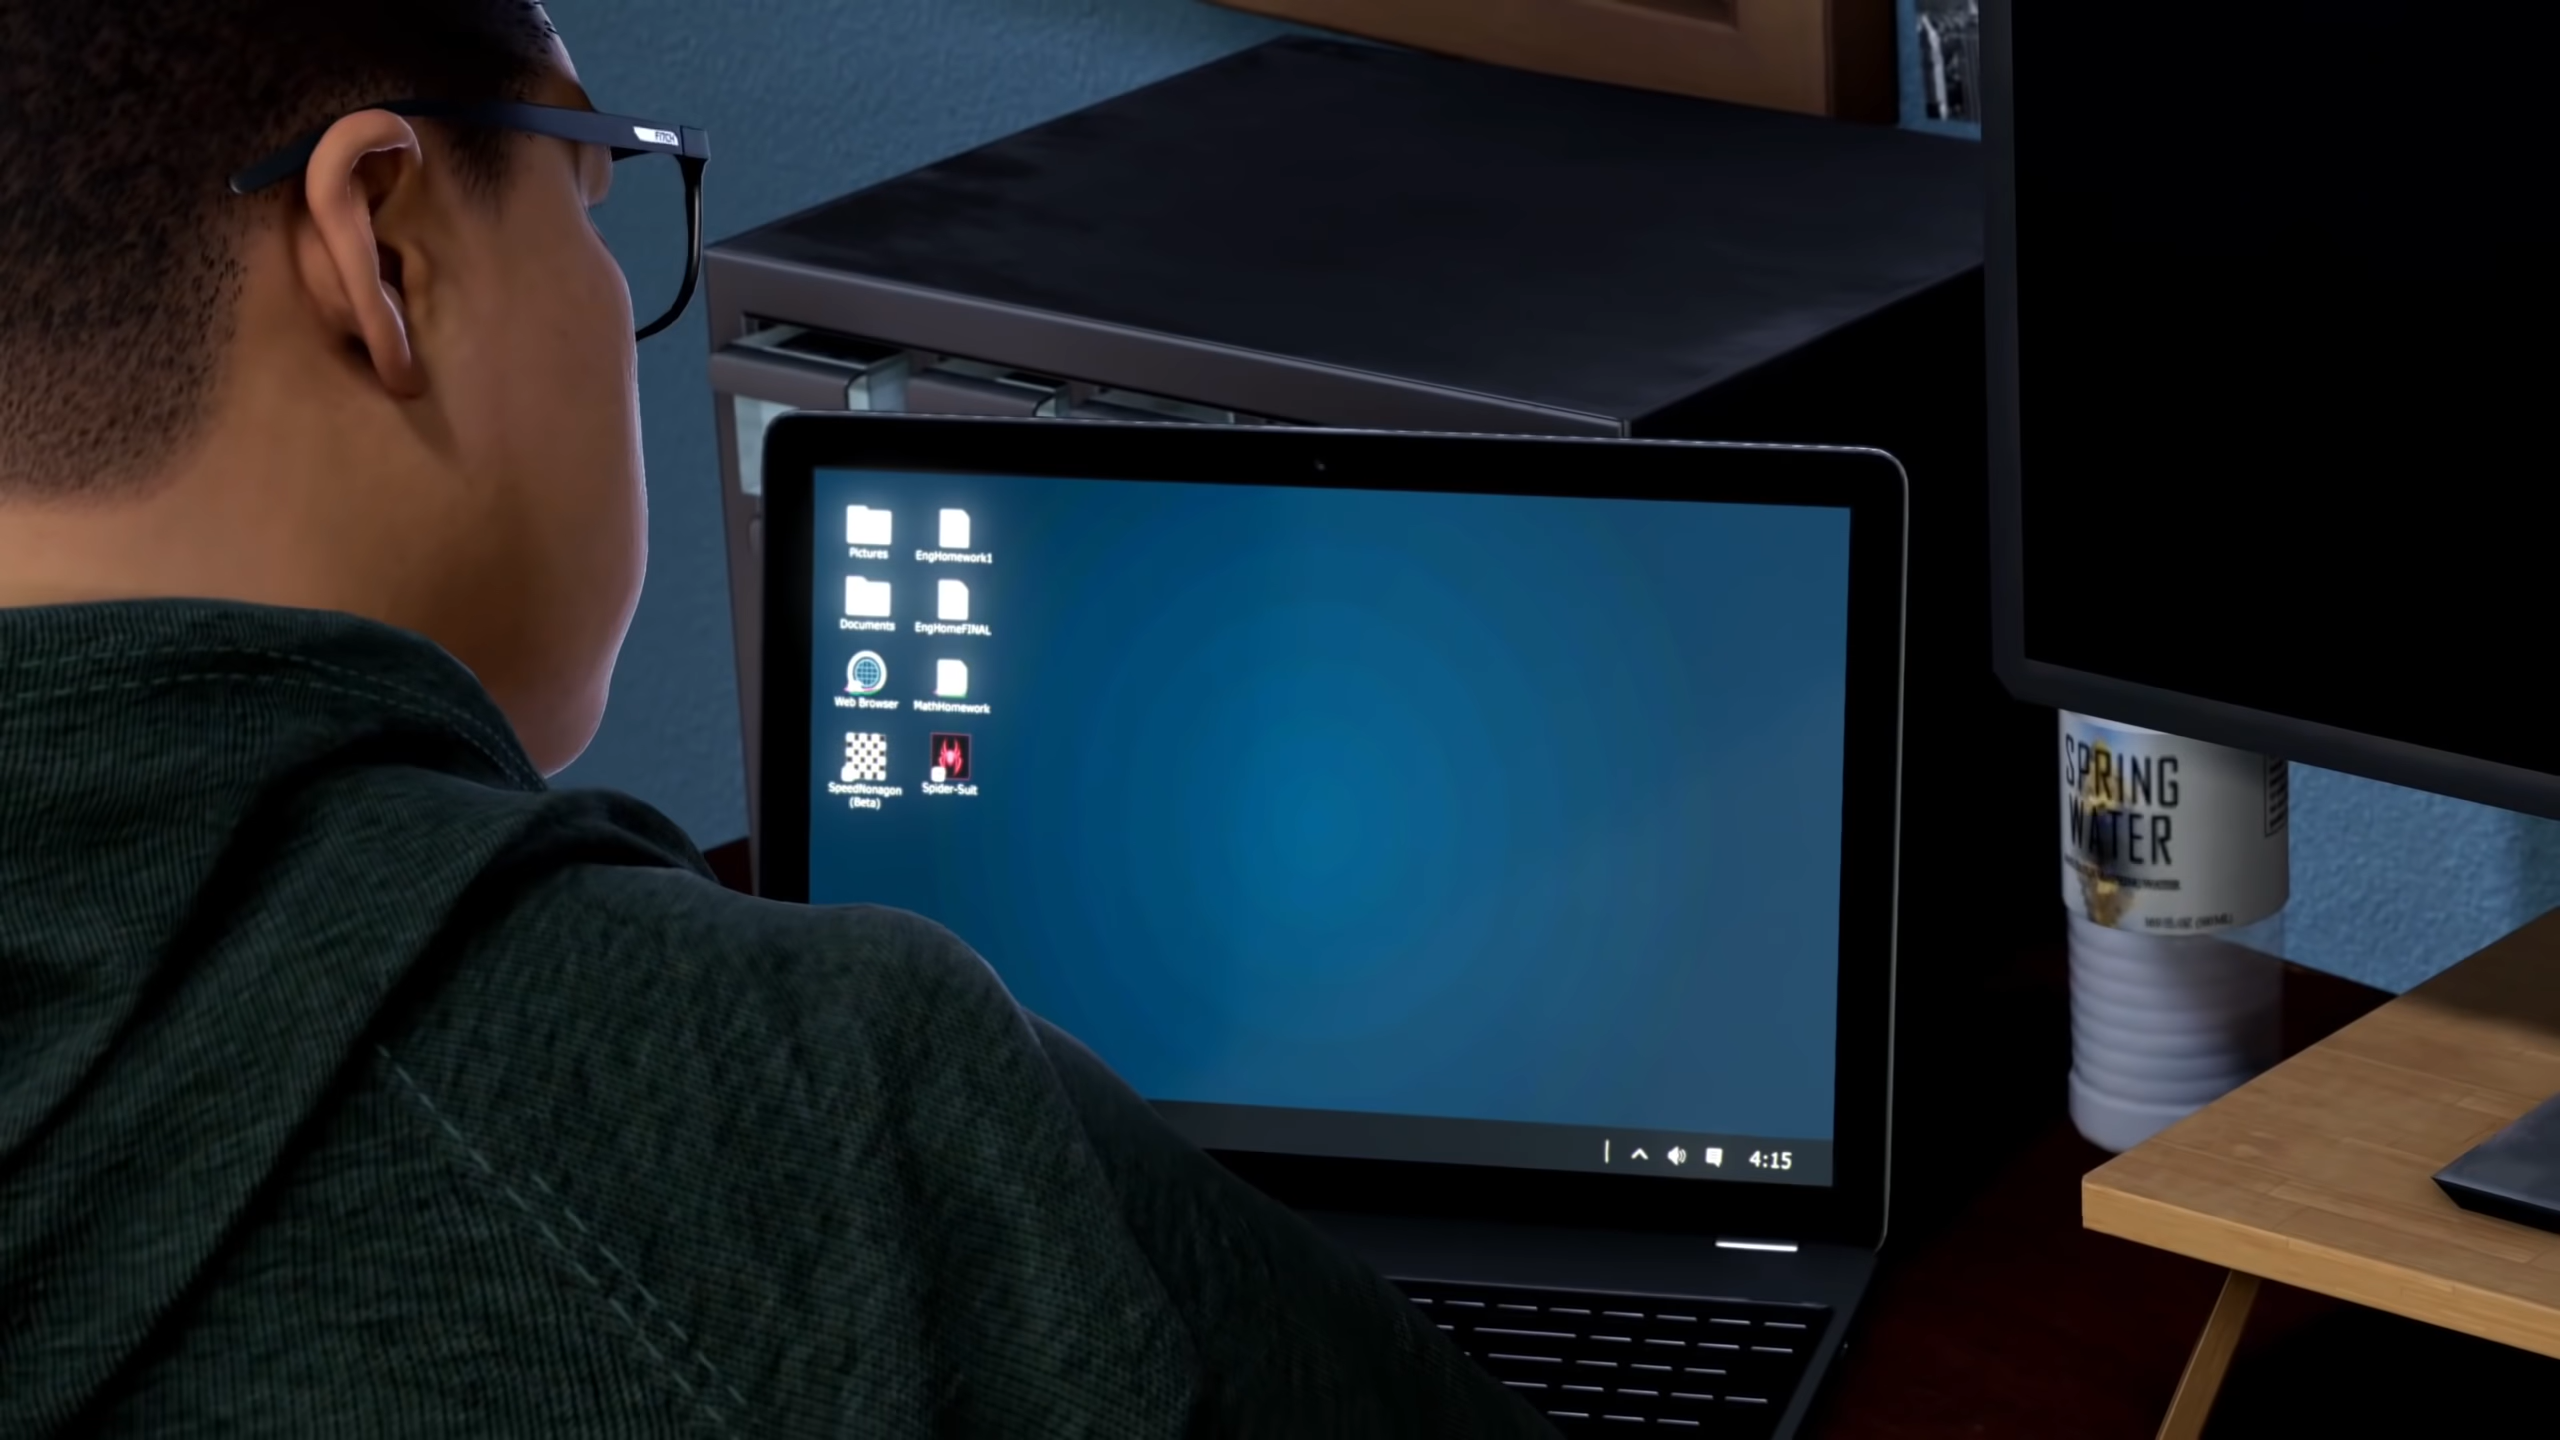 FITCH
Pictures
EngHomework1
Documents
EngHomeFINAL
Web Browser
MathHomework
SpeedNonagon
(Beta)
Spider-Suit
4:15
SPRING
WATER